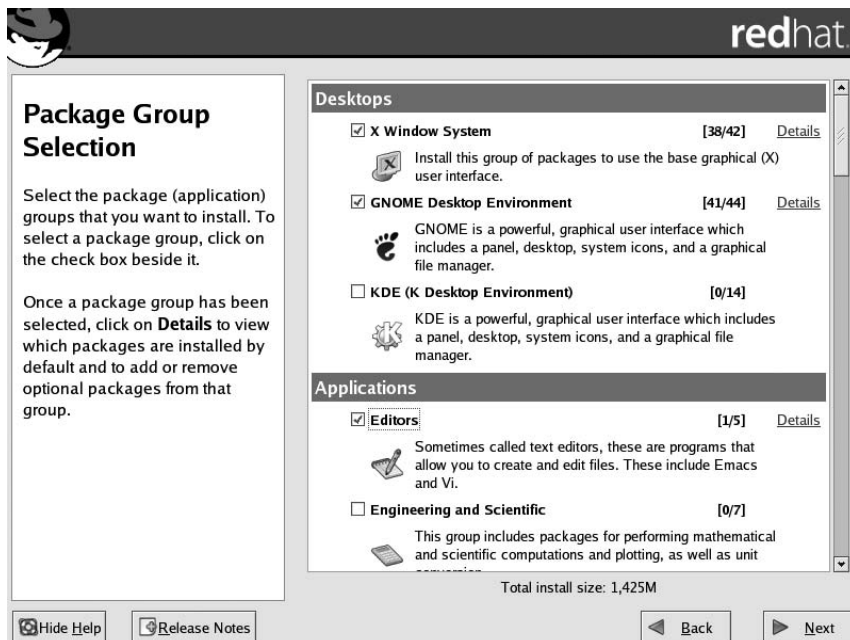 redhat.
Package Group
Selection
Select the package (application)
groups that you want to install. To
select a package group, click on
the check box beside it.
Once a package group has been
selected, click on Details to view
which packages are installed by
default and to add or remove
optional packages from that
group.
Desktops
X Window System [38/42] Details
Install this group of packages to use the base graphical (X)
user interface.
GNOME Desktop Environment [41/44] Details
GNOME is a powerful, graphical user interface which
includes a panel, desktop, system icons, and a graphical
file manager.
KDE (K Desktop Environment) [0/14]
KDE is a powerful, graphical user interface which includes
a panel, desktop, system icons, and a graphical file
manager.
Applications
Editors [1/5] Details
Sometimes called text editors, these are programs that
allow you to create and edit files. These include Emacs
and Vi.
Engineering and Scientific [0/7]
This group includes packages for performing mathematical
and scientific computations and plotting, as well as unit
Total install size: 1,425M
Hide Help Release Notes Back Next